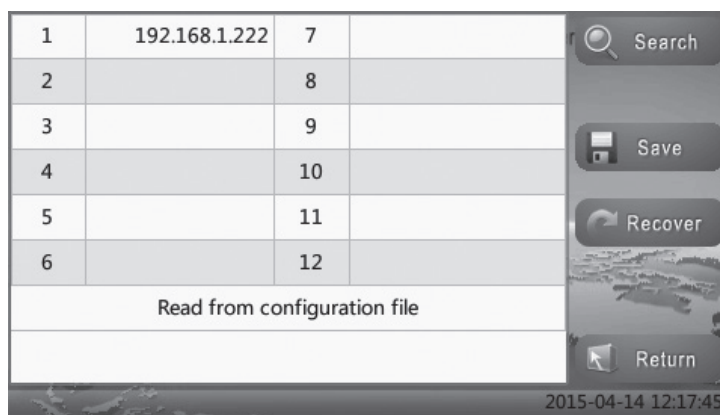 1 192.168.1.222 7
Search
2 8
3 9
Save
4 10
5 11
Recover
6 12
Read from configuration file
Return
2015-04-14 12:17:45